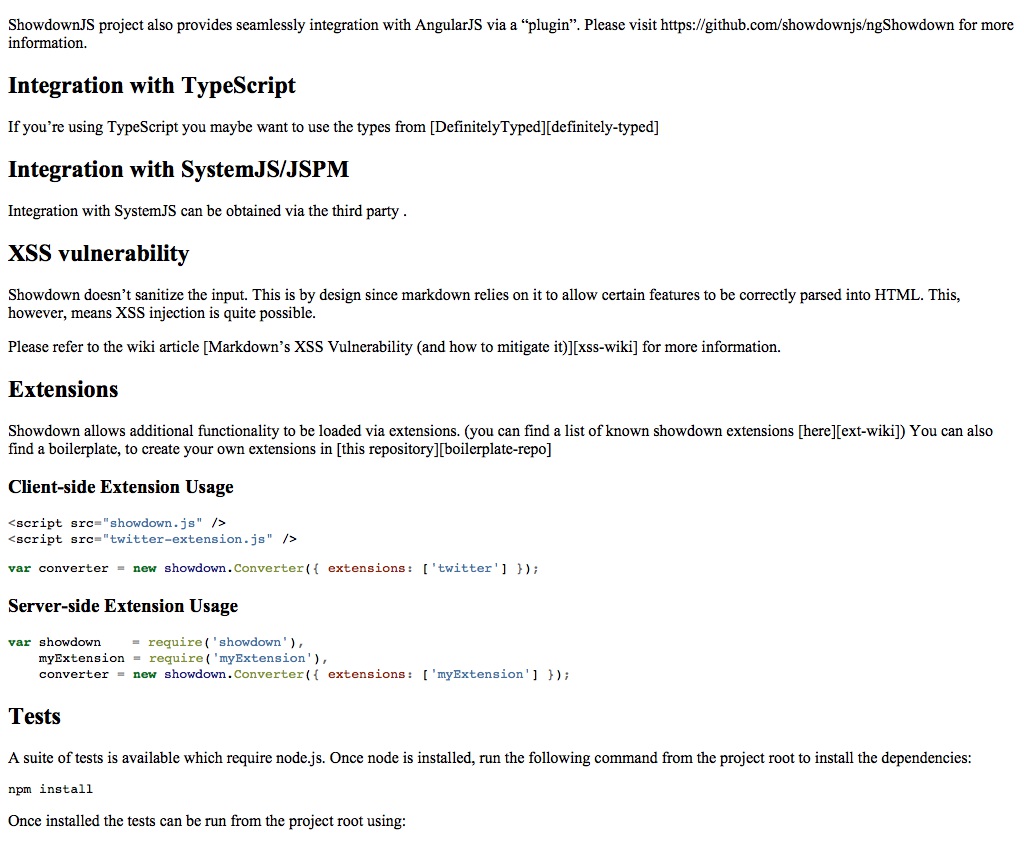 ShowdownJS project also provides seamlessly integration with AngularJS via a “plugin”. Please visit https://github.com/showdownjs/ngShowdown for more
information.
Integration with TypeScript
If you’re using TypeScript you maybe want to use the types from [DefinitelyTyped][definitely-typed]
Integration with SystemJS/JSPM
Integration with SystemJS can be obtained via the third party .
XSS vulnerability
Showdown doesn’t sanitize the input. This is by design since markdown relies on it to allow certain features to be correctly parsed into HTML. This,
however, means XSS injection is quite possible.
Please refer to the wiki article [Markdown’s XSS Vulnerability (and how to mitigate it)][xss-wiki] for more information.
Extensions
Showdown allows additional functionality to be loaded via extensions. (you can find a list of known showdown extensions [here][ext-wiki]) You can also
find a boilerplate, to create your own extensions in [this repository][boilerplate-repo]
Client-side Extension Usage
<script src="showdown.js" />
<script src="twitter-extension.js" />
var converter = new showdown.Converter({ extensions: ['twitter'] });
Server-side Extension Usage
var showdown    = require('showdown'),
    myExtension = require('myExtension'),
    converter = new showdown.Converter({ extensions: ['myExtension'] });
Tests
A suite of tests is available which require node.js. Once node is installed, run the following command from the project root to install the dependencies:
npm install
Once installed the tests can be run from the project root using: